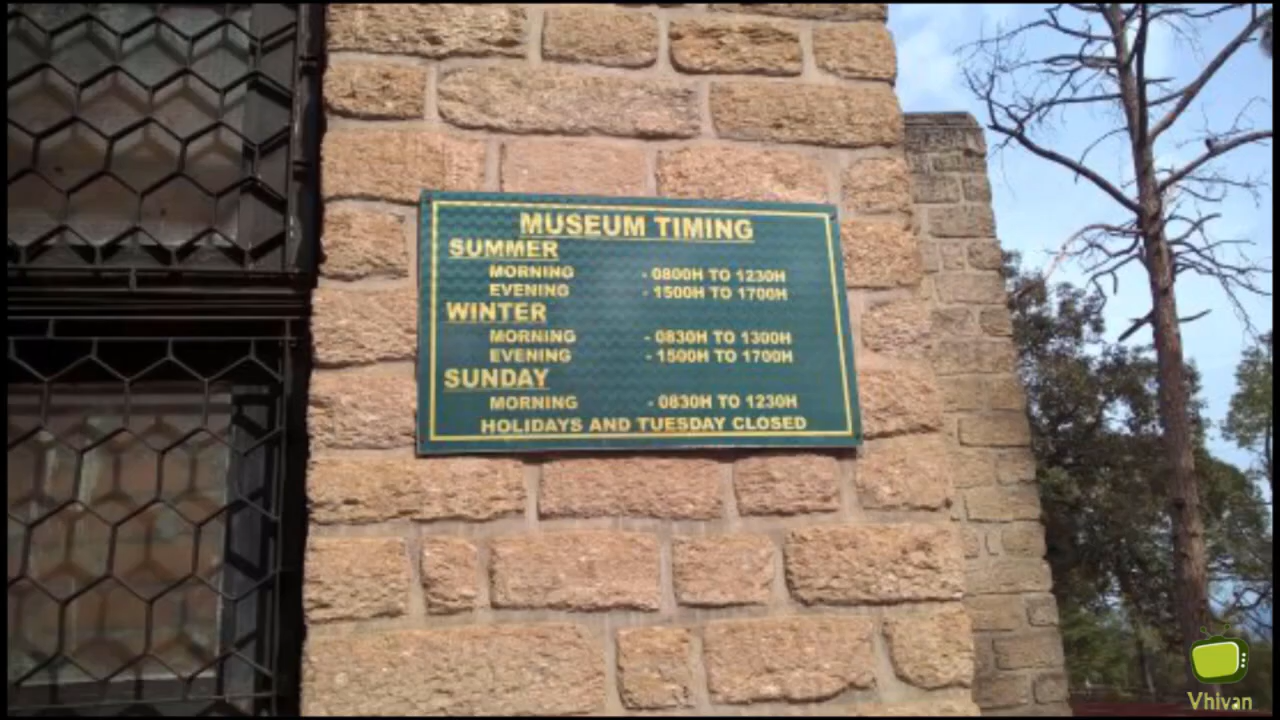 MUSEUM TIMING
SUMMER
MORNING - 0800H TO 1230H
EVENING - 1500H TO 1700H
WINTER
MORNING - 0830H TO 1300H
EVENING - 1500H TO 1700H
SUNDAY
MORNING - 0830H TO 1230H
HOLIDAYS AND TUESDAY CLOSED
Vhivan